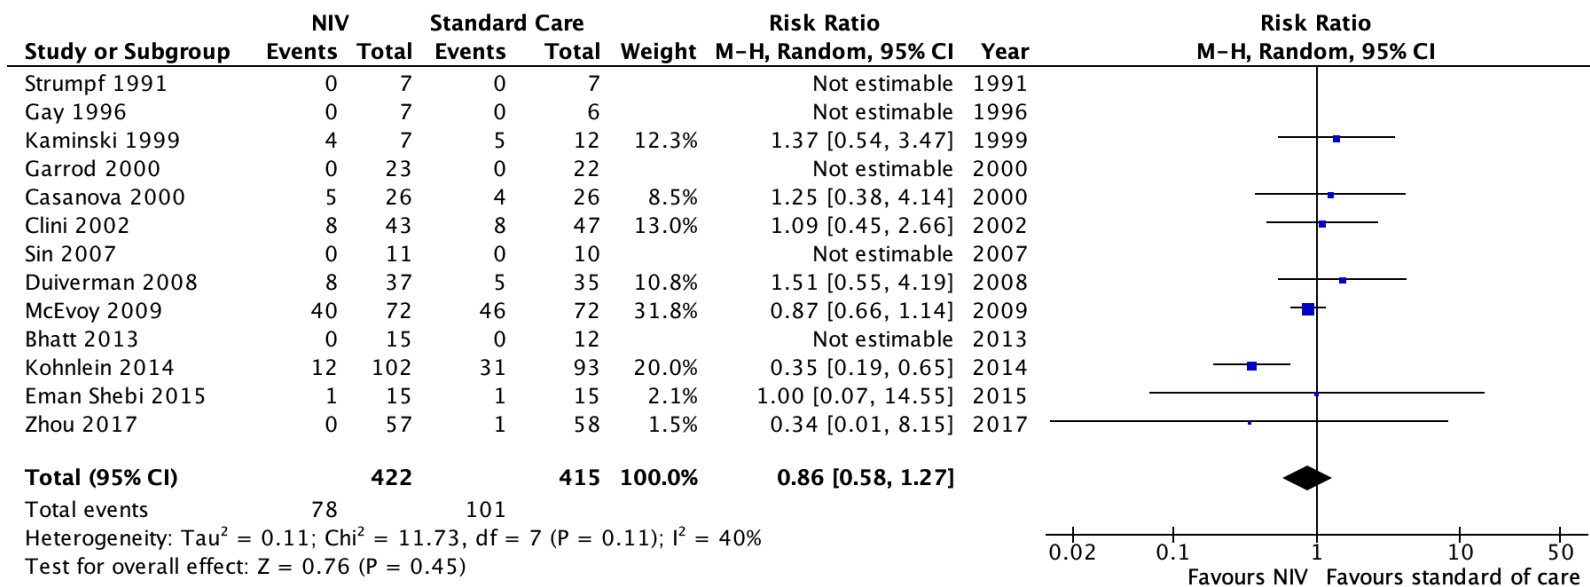 NIV Standard Care Risk Ratio Risk Ratio
Study or Subgroup Events Total Events Total Weight M-H, Random, 95% CI Year M-H, Random, 95% CI
Strumpf 1991 0 7 0 7 Not estimable 1991
Gay 1996 0 7 0 6 Not estimable 1996
Kaminski 1999 4 7 5 12 12.3% 1.37 [0.54, 3.47] 1999
Garrod 2000 0 23 0 22 Not estimable 2000
Casanova 2000 5 26 4 26 8.5% 1.25 [0.38, 4.14] 2000
Clini 2002 8 43 8 47 13.0% 1.09 [0.45, 2.66] 2002
Sin 2007 0 11 0 10 Not estimable 2007
Duiverman 2008 8 37 5 35 10.8% 1.51 [0.55, 4.19] 2008
McEvoy 2009 40 72 46 72 31.8% 0.87 [0.66, 1.14] 2009
Bhatt 2013 0 15 0 12 Not estimable 2013
Kohnlein 2014 12 102 31 93 20.0% 0.35 [0.19, 0.65] 2014
Eman Shebi 2015 1 15 1 15 2.1% 1.00 [0.07, 14.55] 2015
Zhou 2017 0 57 1 58 1.5% 0.34 [0.01, 8.15] 2017
Total (95% CI) 422 415 100.0% 0.86 [0.58, 1.27]
Total events 78 101
Heterogeneity: Tau² = 0.11; Chi² = 11.73, df = 7 (P = 0.11); I² = 40%
Test for overall effect: Z = 0.76 (P = 0.45)
0.02 0.1 1 10 50
Favours NIV Favours standard of care